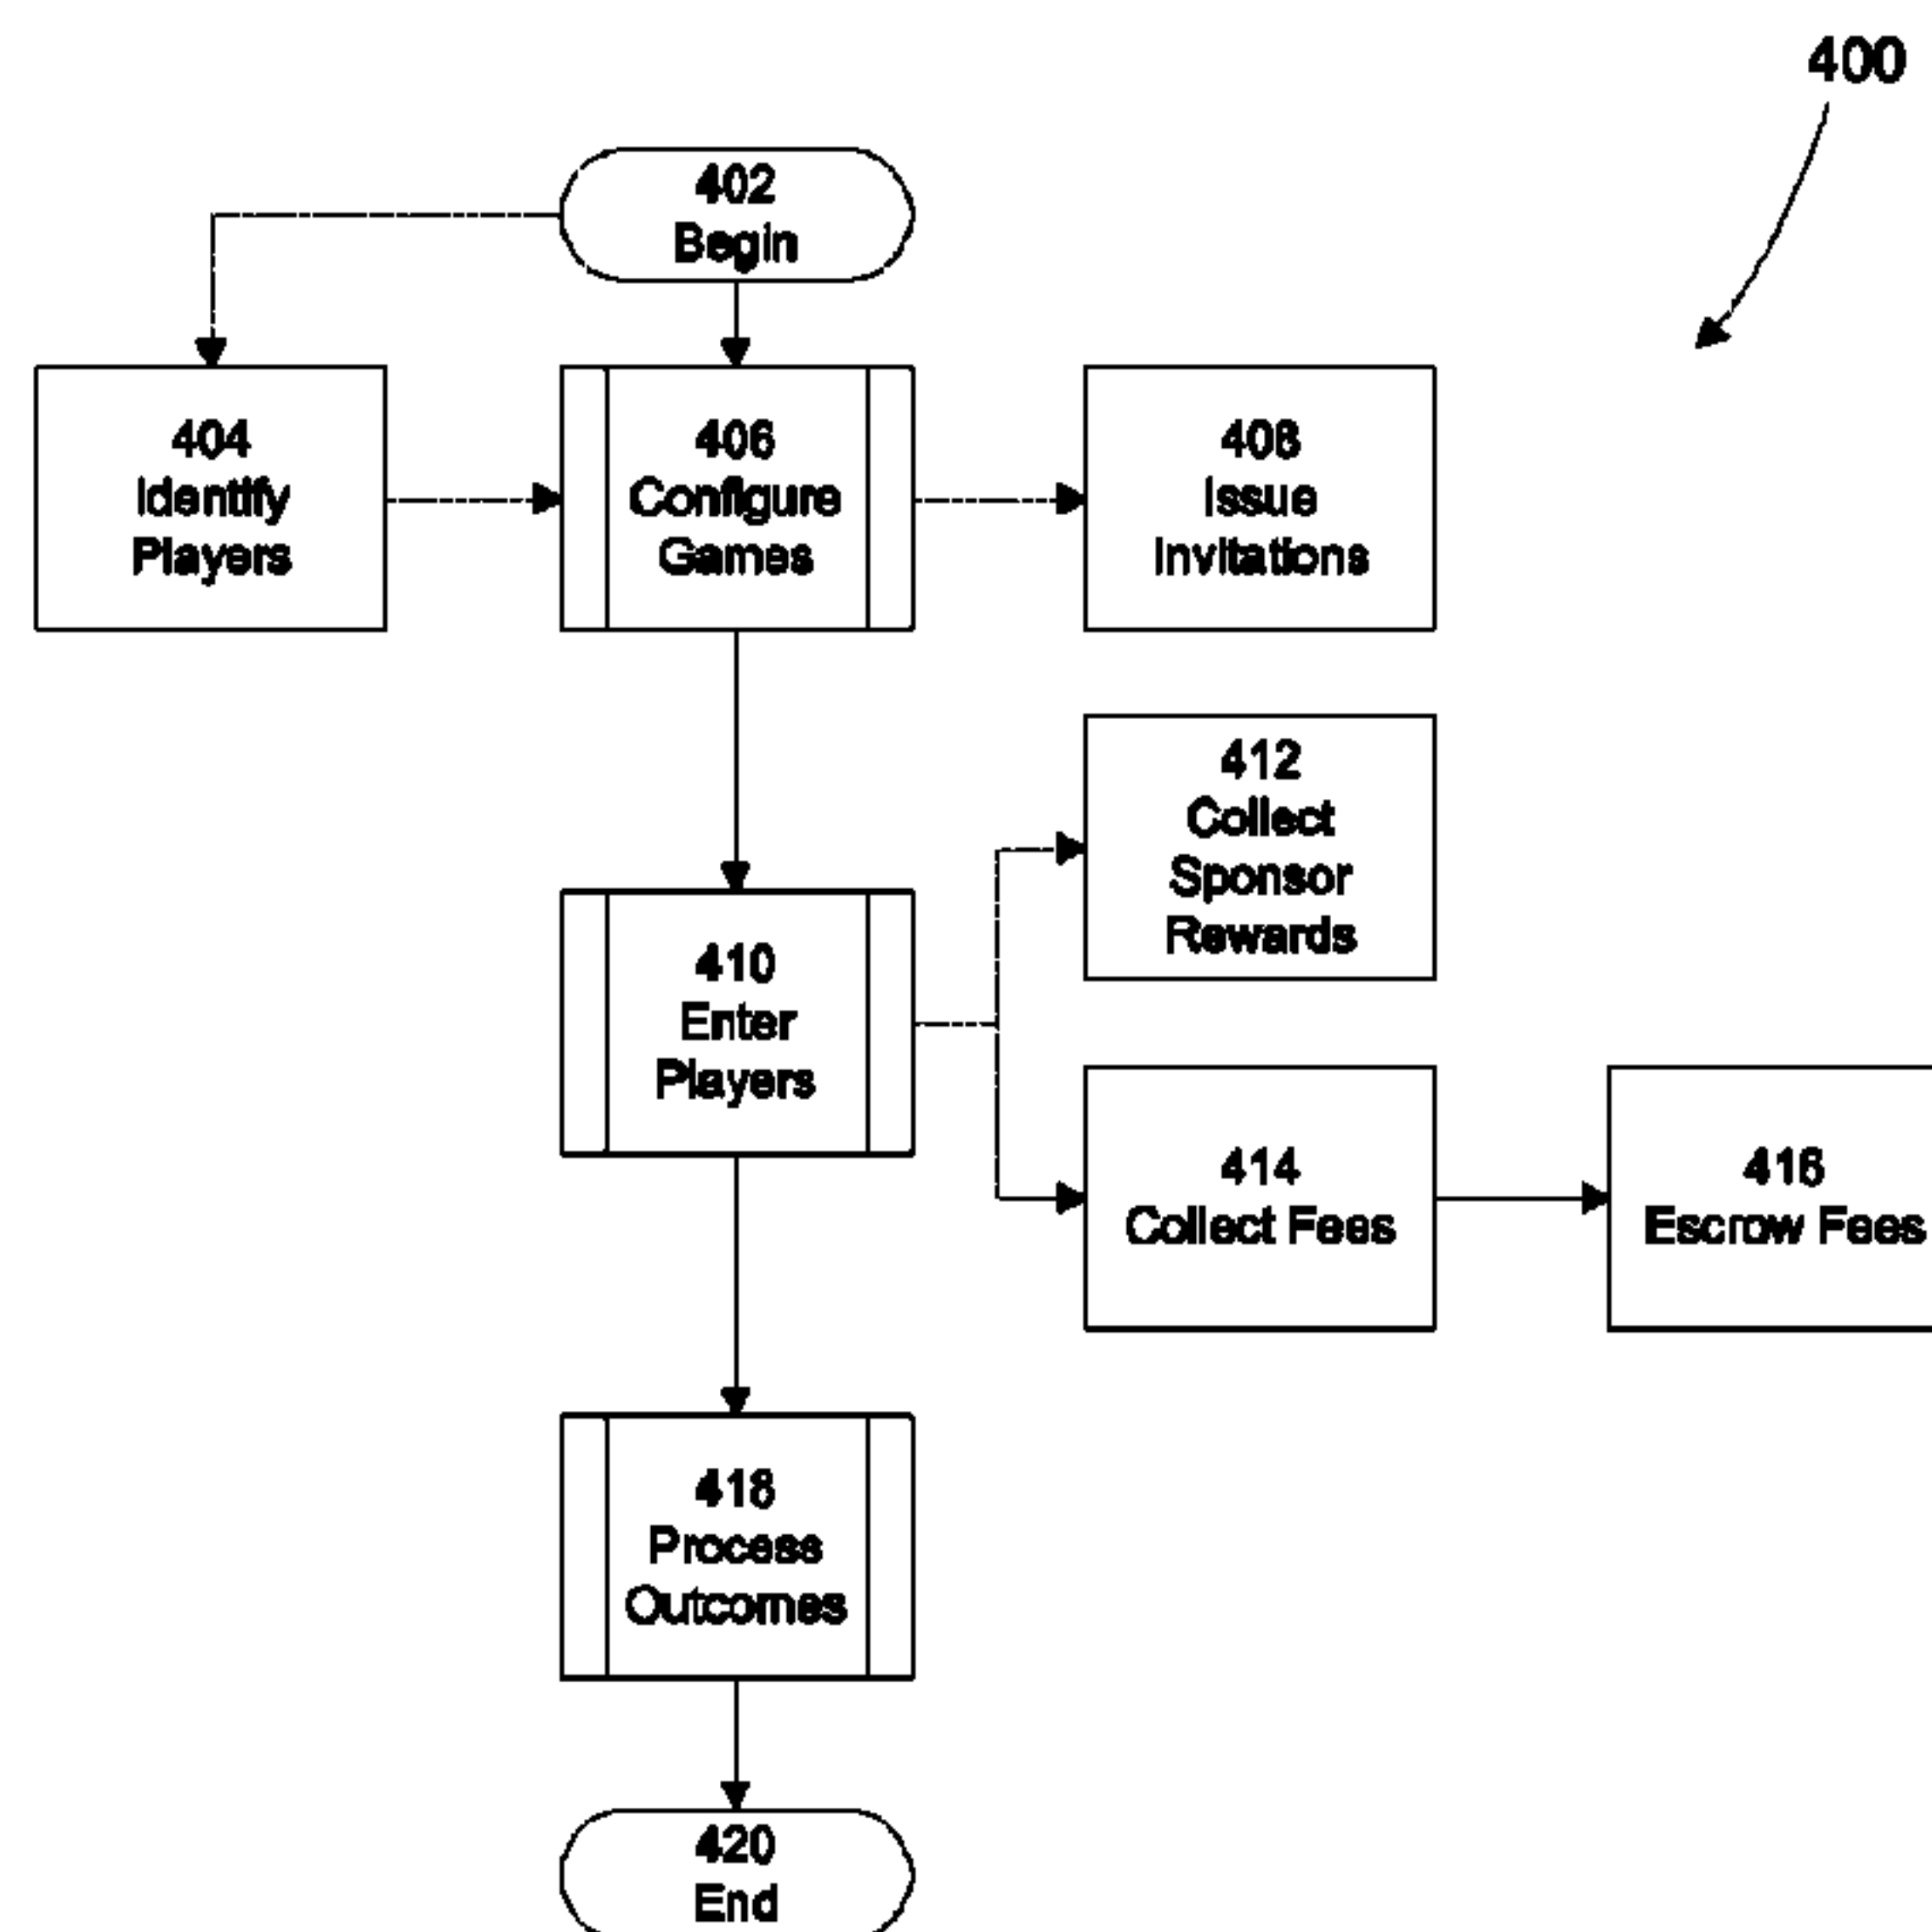 400
402
Begin
404
Identify
Players
406
Configure
Games
408
Issue
Invitations
412
Collect
Sponsor
Rewards
410
Enter
Players
414
Collect Fees
416
Escrow Fees
418
Process
Outcomes
420
End